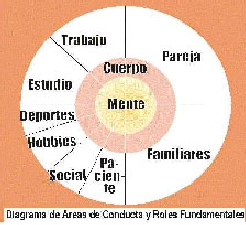 Trabajo
Pareja
Cuerpo
Estudio
Mente
Deportes
Hobbies
Familiares
Social
Pa-
cien-
te
Diagrama de Areas de Conducta y Roles Fundamentales